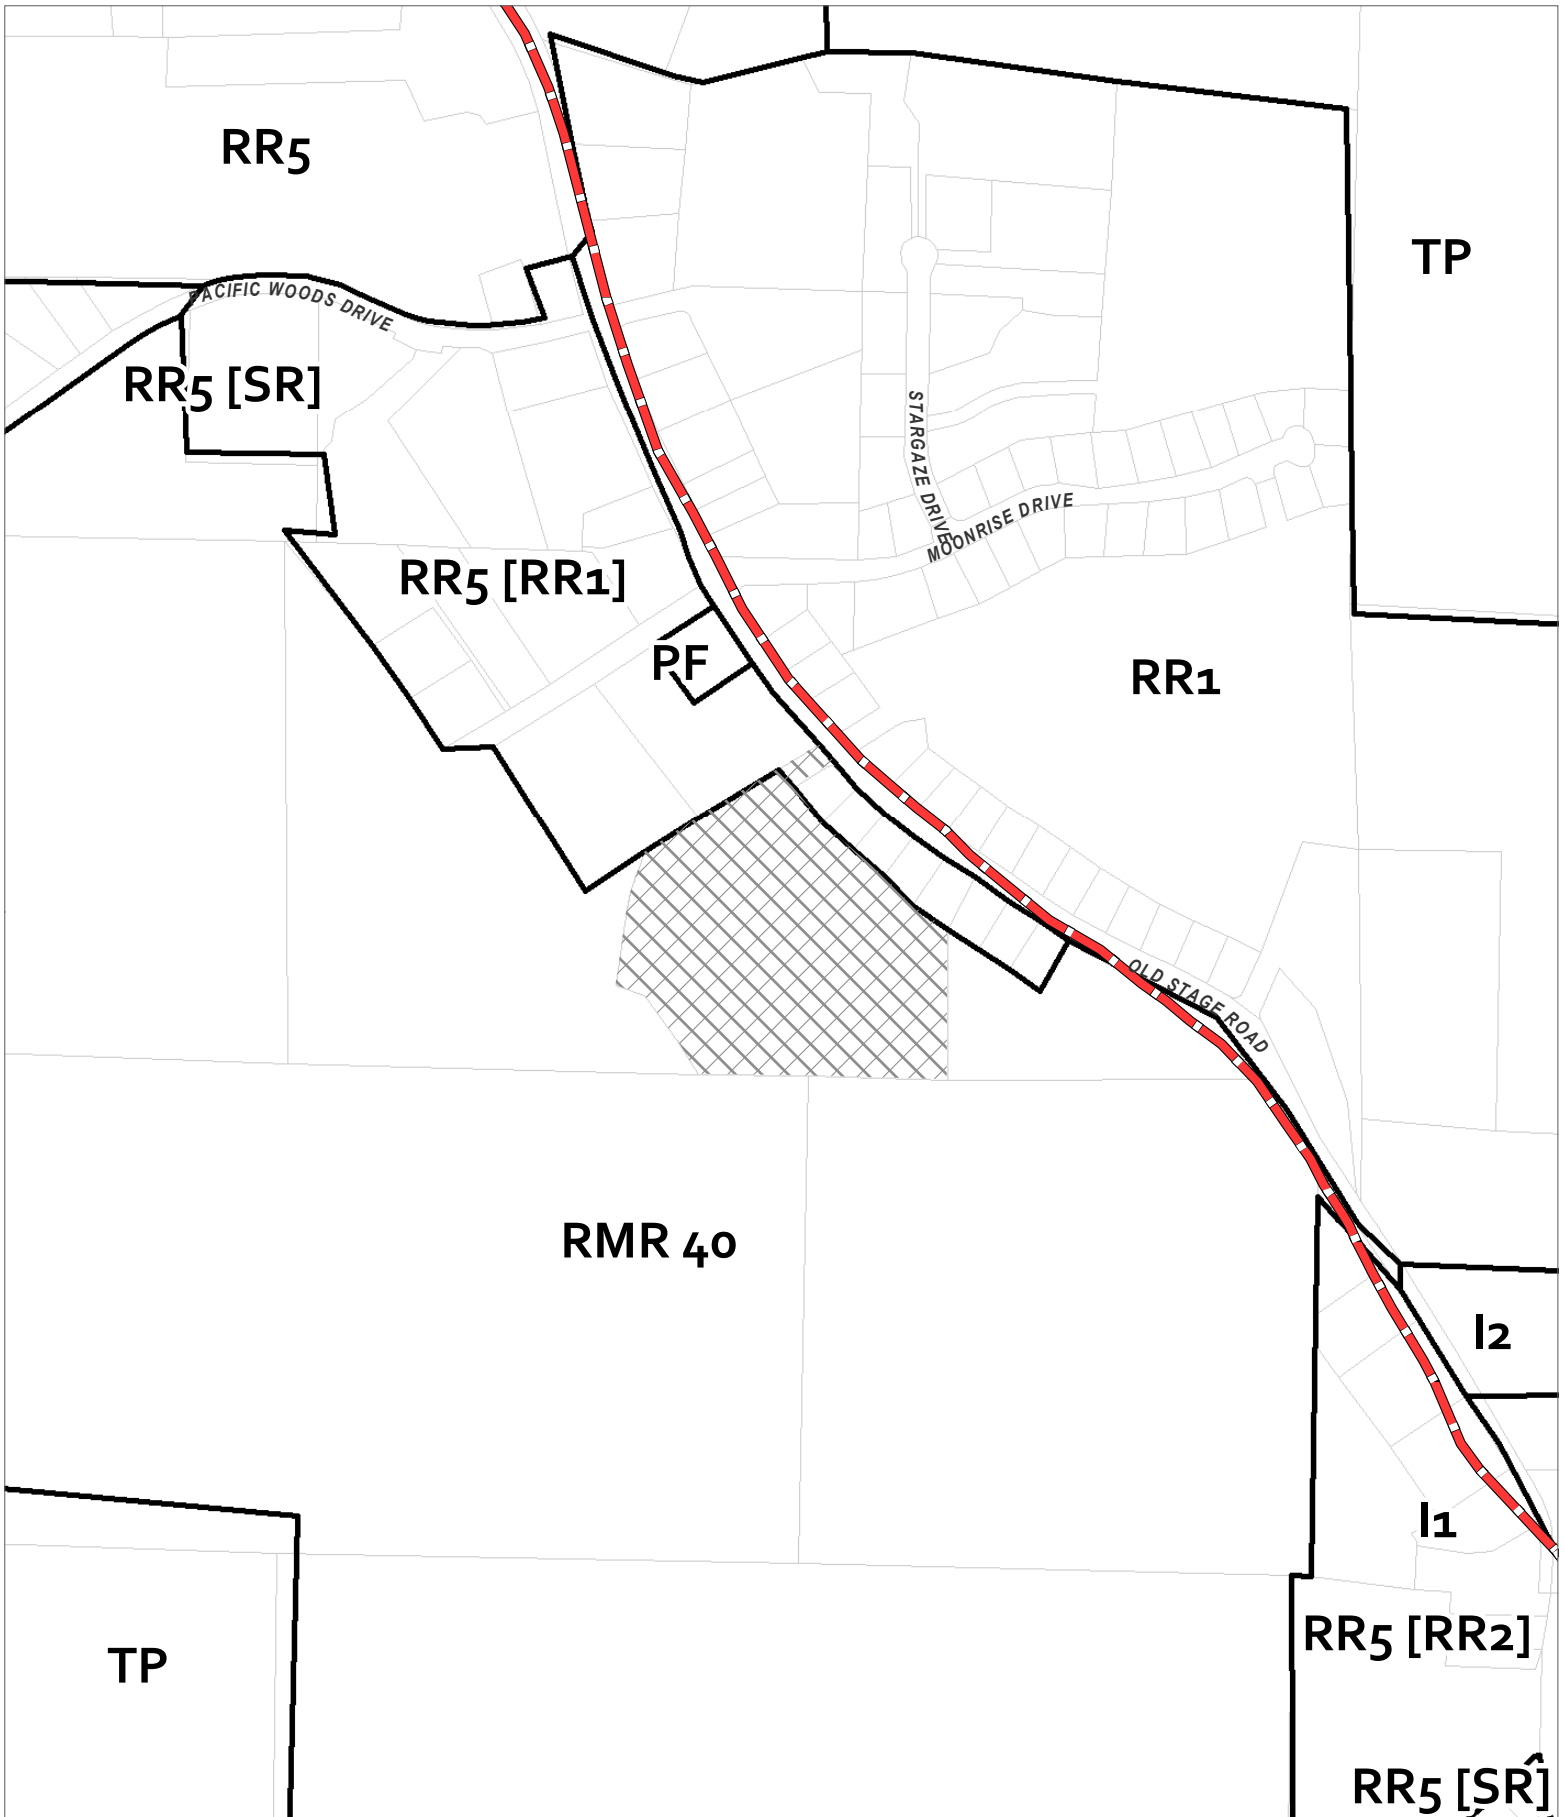 RR5
TP
PACIFIC WOODS DRIVE
RR5 [SR]
STARGAZE DRIVE
MOONRISE DRIVE
RR5 [RR1]
PF
RR1
OLD STAGE ROAD
RMR 40
I2
I1
RR5 [RR2]
TP
RR5 [SR]